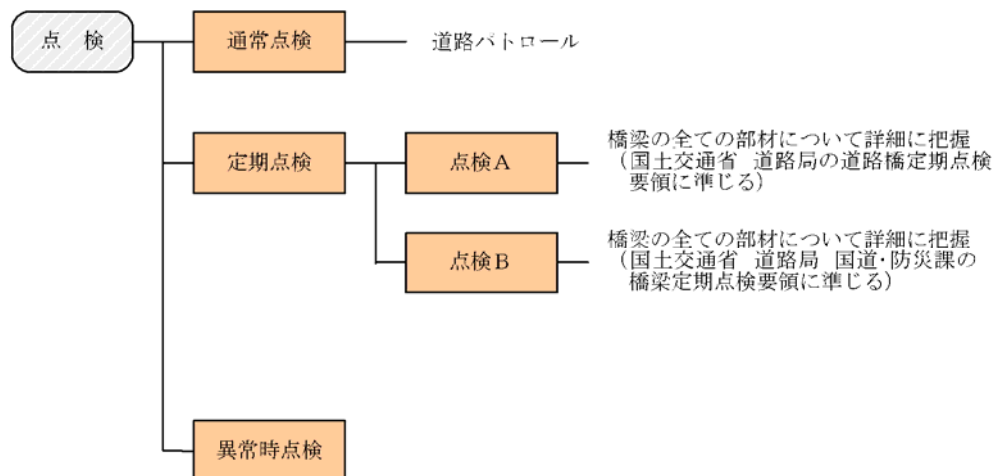 点 検
通常点検
道路パトロール
定期点検
点検A
橋梁の全ての部材について詳細に把握
(国土交通省 道路局の道路橋定期点検
要領に準じる)
点検B
橋梁の全ての部材について詳細に把握
(国土交通省 道路局 国道・防災課の
橋梁定期点検要領に準じる)
異常時点検